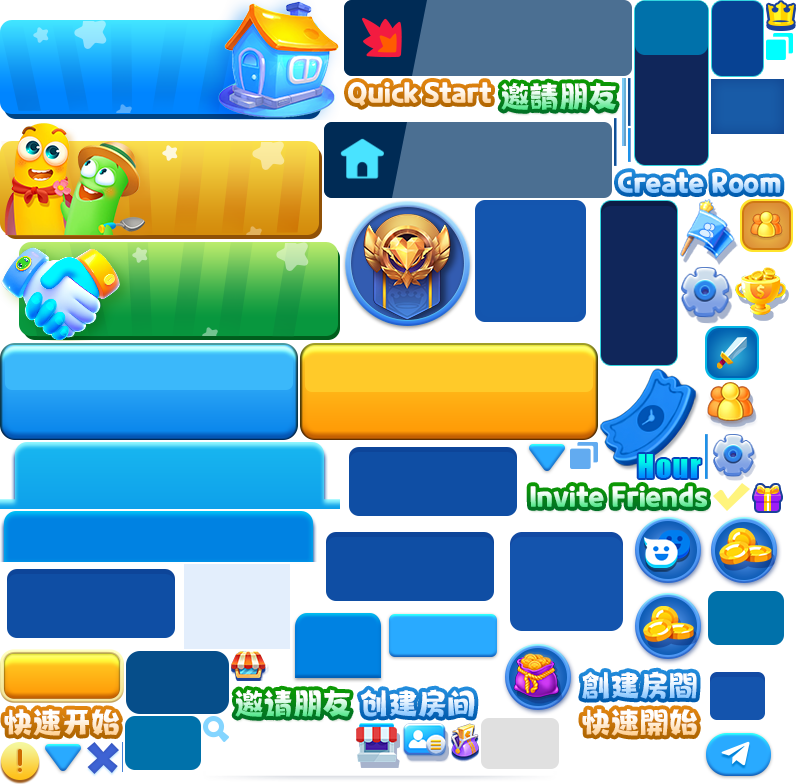 Quick Start
邀請朋友
Create Room
Hour
Invite Friends
邀请朋友
创建房间
創建房間
快速开始
快速開始